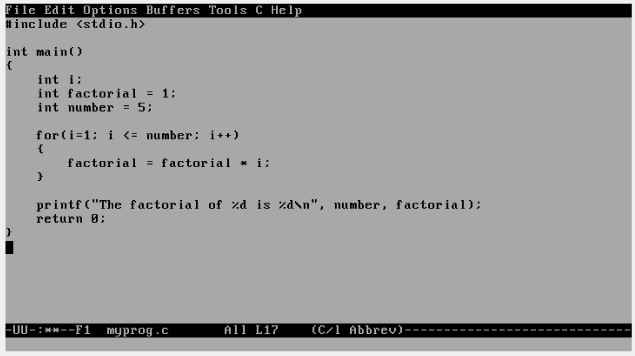 File Edit Options Buffers Tools C Help
#include <stdio.h>
int main()
{
    int i;
    int factorial = 1;
    int number = 5;
    for(i=1; i <= number; i++)
    {
        factorial = factorial * i;
    }
    printf("The factorial of %d is %d\n", number, factorial);
    return 0;
}
-UU-:**--F1  myprog.c       All L17    (C/l Abbrev)-----------------------------